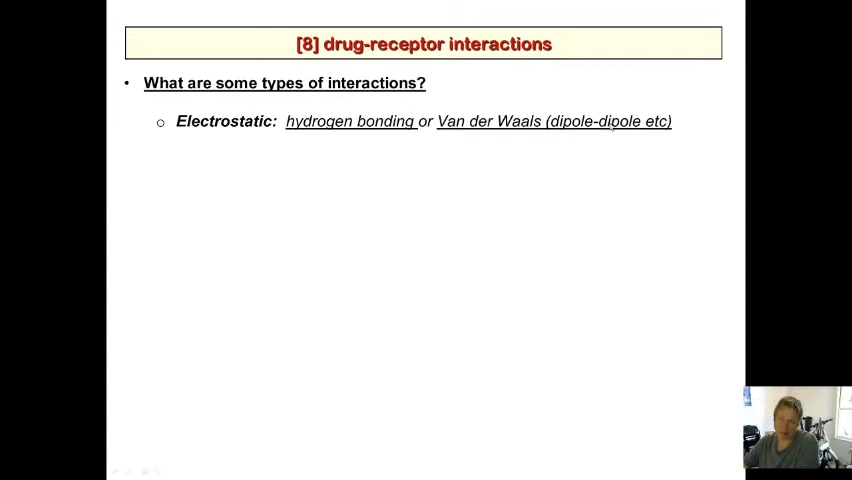 [8] drug-receptor interactions
• What are some types of interactions?
o Electrostatic: hydrogen bonding or Van der Waals (dipole-dipole etc)